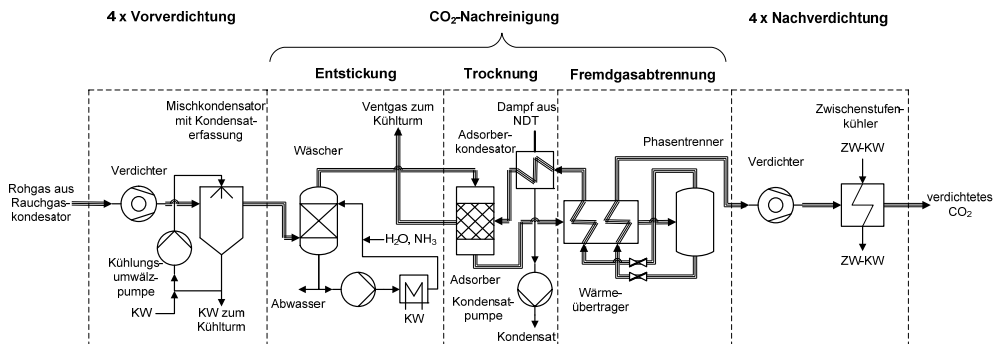 4 x Vorverdichtung
CO₂-Nachreinigung
4 x Nachverdichtung
Entstickung
Trocknung
Fremdgasabtrennung
Mischkondensator
mit Kondensat-
erfassung
Verdichter
Rohgas aus
Rauchgas-
kondesator
Kühlungs-
umwälz-
pumpe
KW
KW zum
Kühlturm
Wäscher
Ventgas zum
Kühlturm
H₂O, NH₃
Abwasser
KW
Dampf aus
NDT
Adsorber-
kondesator
Adsorber
Kondensat-
pumpe
Kondensat
Phasentrenner
Wärme-
übertrager
Verdichter
Zwischenstufen-
kühler
ZW-KW
ZW-KW
verdichtetes
CO₂